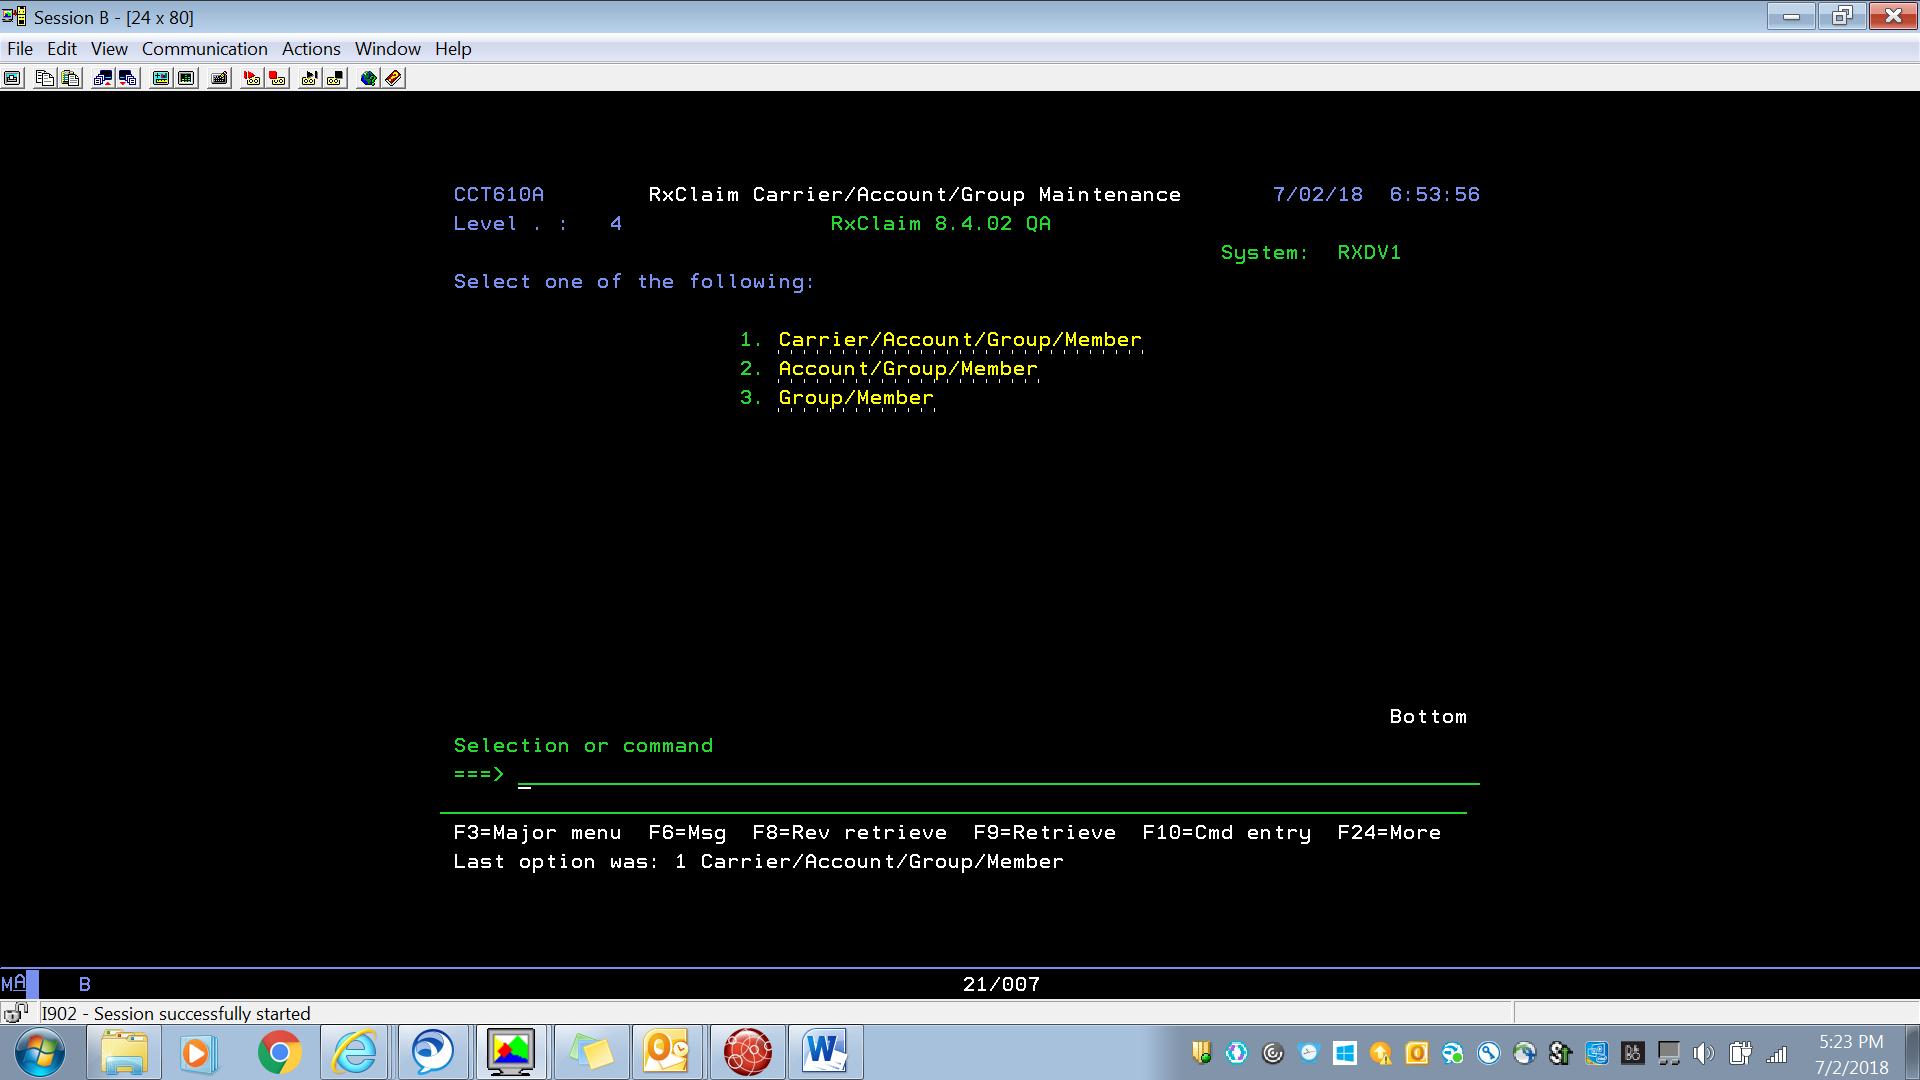 Session B - [24 x 80]
File Edit View Communication Actions Window Help
CCT610A RxClaim Carrier/Account/Group Maintenance 7/02/18 6:53:56
Level . : 4 RxClaim 8.4.02 QA
System: RXDV1
Select one of the following:
1. Carrier/Account/Group/Member
2. Account/Group/Member
3. Group/Member
Bottom
Selection or command
===> _
F3=Major menu F6=Msg F8=Rev retrieve F9=Retrieve F10=Cmd entry F24=More
Last option was: 1 Carrier/Account/Group/Member
MA B 21/007
I902 - Session successfully started
5:23 PM
7/2/2018